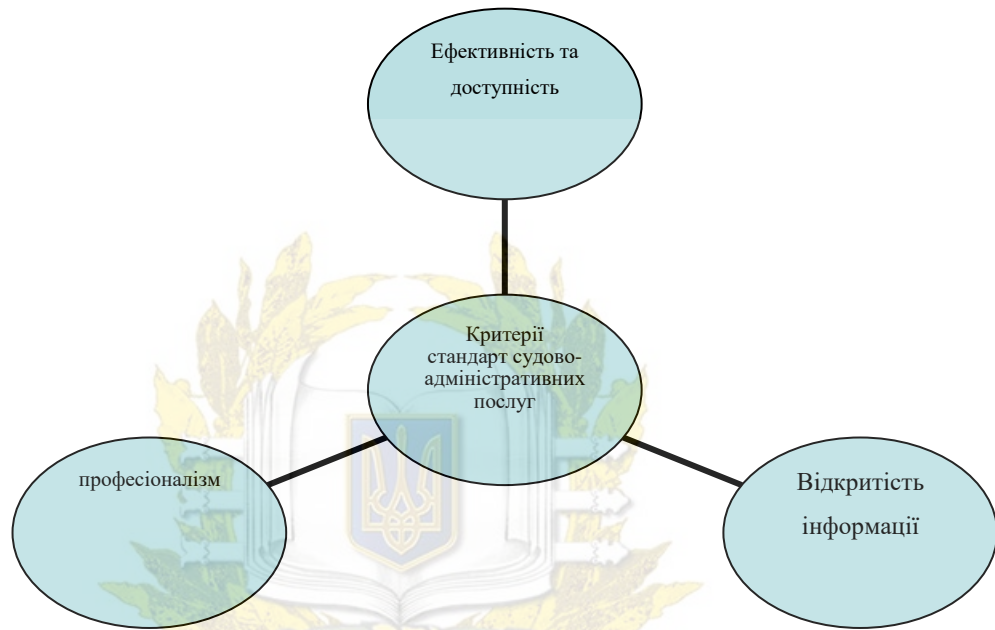 Ефективність та
доступність
Критерії
стандарт судово-
адміністративних
послуг
професіоналізм
Відкритість
інформації